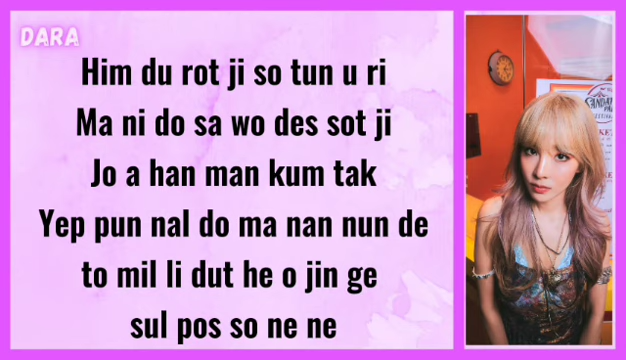 DARA
Him du rot ji so tun u ri
Ma ni do sa wo des sot ji
Jo a han man kum tak
Yep pun nal do ma nan nun de
to mil li dut he o jin ge
sul pos so ne ne